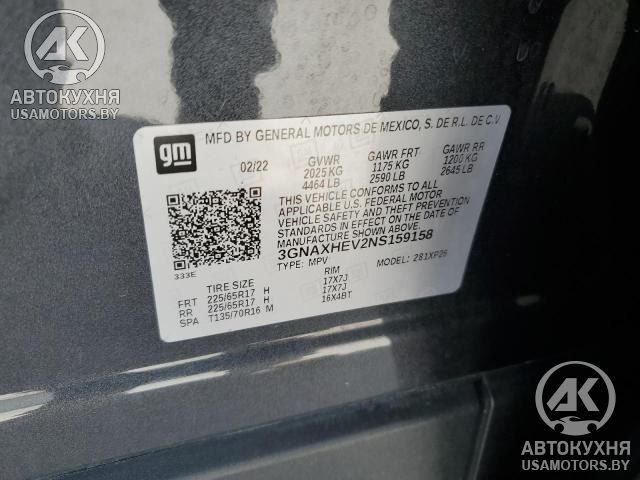 АВТОКУХНЯ
USAMOTORS.BY
gm
MFD BY GENERAL MOTORS DE MEXICO, S. DE R.L. DE C.V
02/22 GVWR GAWR FRT GAWR RR
2025 KG 1175 KG 1200 KG
4464 LB 2590 LB 2645 LB
THIS VEHICLE CONFORMS TO ALL
APPLICABLE U.S. FEDERAL MOTOR
VEHICLE SAFETY AND THEFT PREVENTION
STANDARDS IN EFFECT ON THE DATE OF
MANUFACTURE SHOWN ABOVE.
3GNAXHEV2NS159158
TYPE: MPV MODEL: 281XP26
333E
TIRE SIZE RIM
FRT 225/65R17 H 17X7J
RR 225/65R17 H 17X7J
SPA T135/70R16 M 16X4BT
АВТОКУХНЯ
USAMOTORS.BY